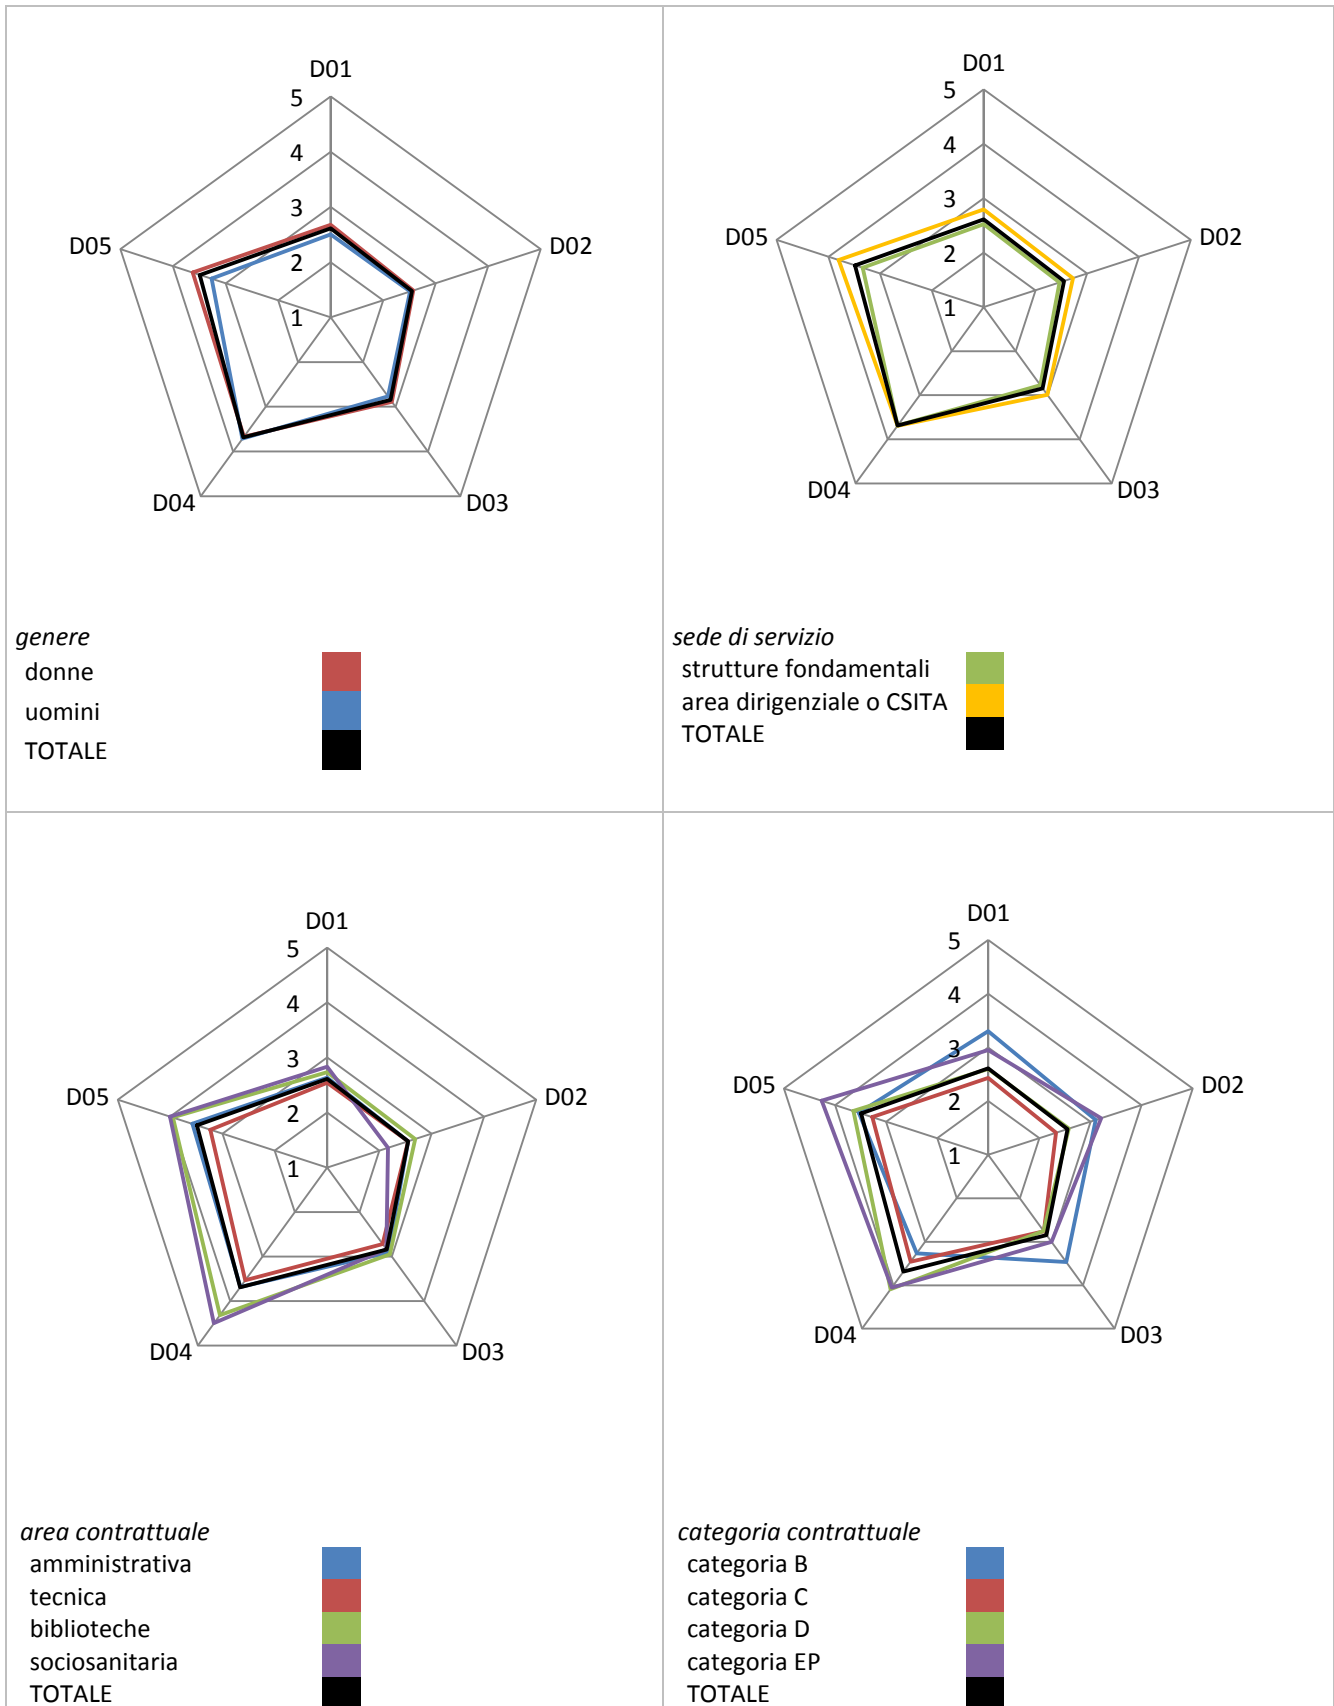 D01
5
4
3
2
1
D05
D02
D04
D03
genere
donne
uomini
TOTALE
D01
5
4
3
2
1
D05
D02
D04
D03
sede di servizio
strutture fondamentali
area dirigenziale o CSITA
TOTALE
D01
5
4
3
2
1
D05
D02
D04
D03
area contrattuale
amministrativa
tecnica
biblioteche
sociosanitaria
TOTALE
D01
5
4
3
2
1
D05
D02
D04
D03
categoria contrattuale
categoria B
categoria C
categoria D
categoria EP
TOTALE